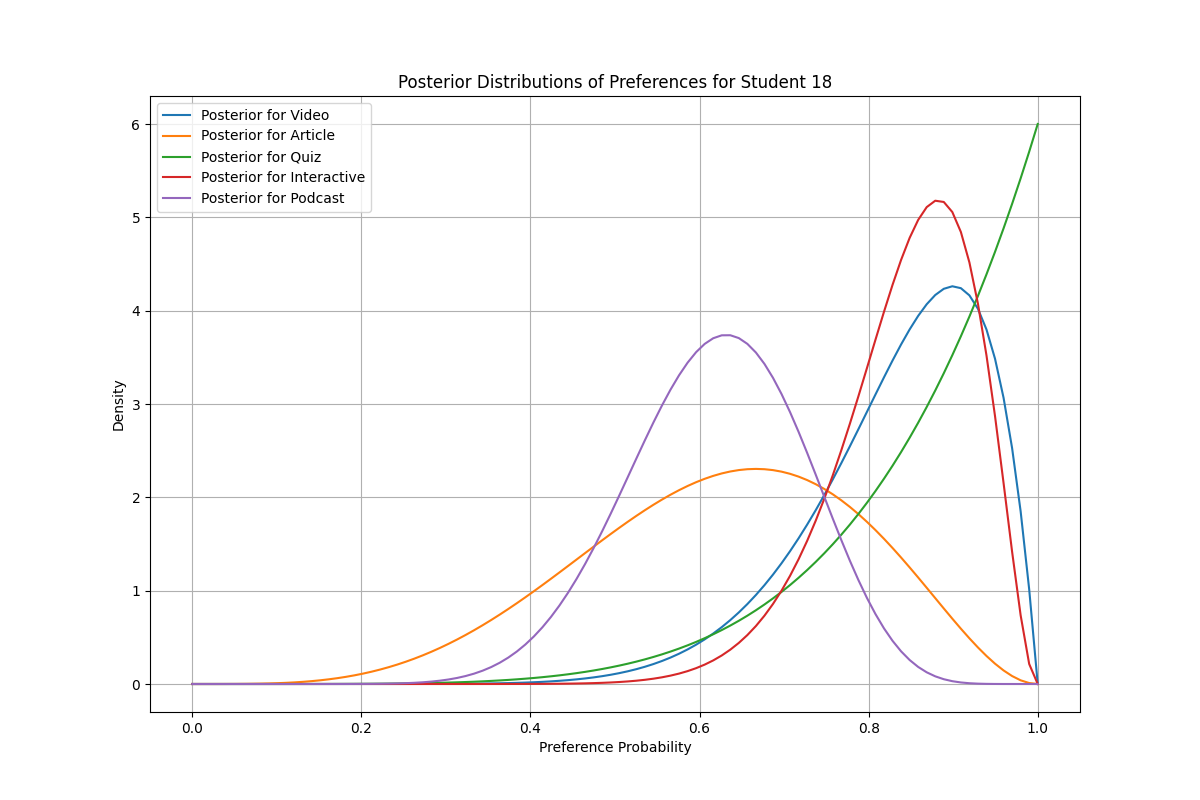 Posterior Distributions of Preferences for Student 18
Posterior for Video
Posterior for Article
Posterior for Quiz
Posterior for Interactive
Posterior for Podcast
6
5
4
3
2
1
0
Density
0.0 0.2 0.4 0.6 0.8 1.0
Preference Probability